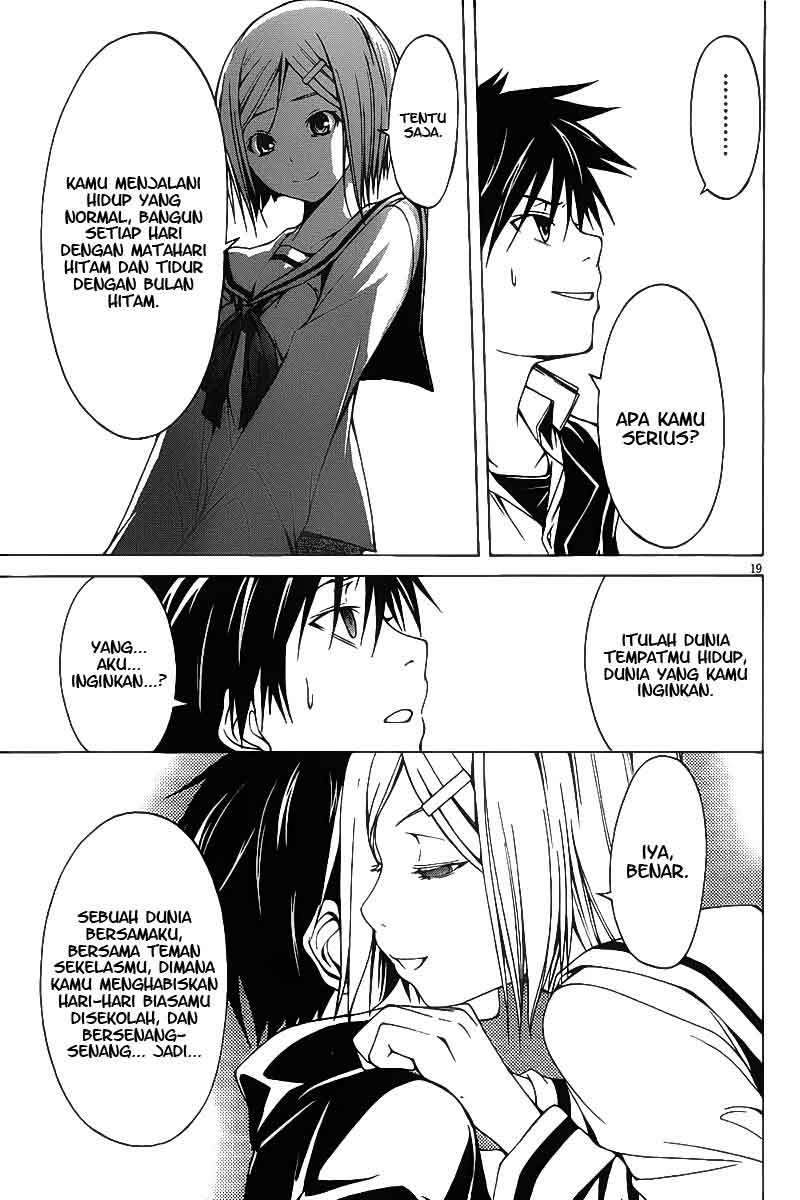 .........
APA KAMU
SERIUS?
TENTU
SAJA.
KAMU MENJALANI
HIDUP YANG
NORMAL, BANGUN
SETIAP HARI
DENGAN MATAHARI
HITAM DAN TIDUR
DENGAN BULAN
HITAM.
19
ITULAH DUNIA
TEMPATMU HIDUP,
DUNIA YANG KAMU
INGINKAN.
YANG...
AKU...
INGINKAN...?
IYA,
BENAR.
SEBUAH DUNIA
BERSAMAKU,
BERSAMA TEMAN
SEKELASMU, DIMANA
KAMU MENGHABISKAN
HARI-HARI BIASAMU
DISEKOLAH, DAN
BERSENANG-
SENANG... JADI...